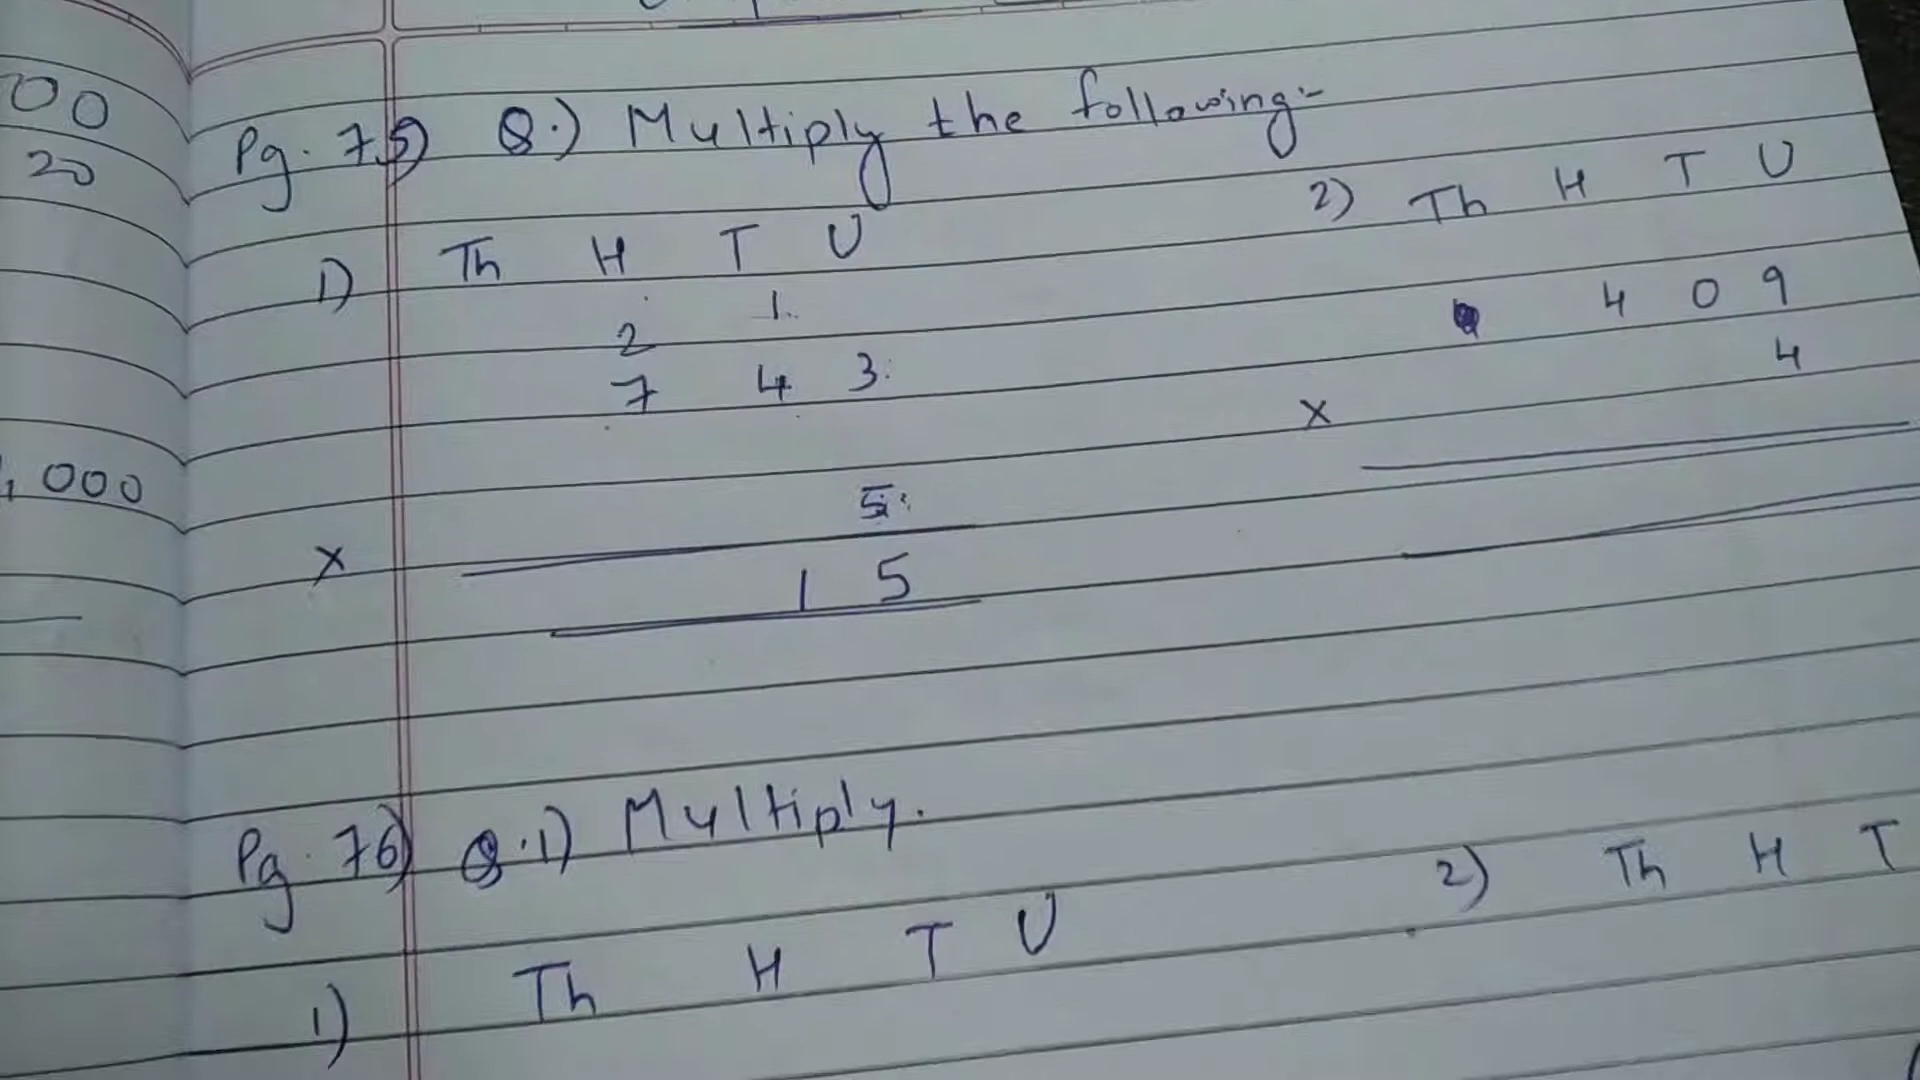 00
20
, 000
Pg. 75) Q.) Multiply the following:-
1) Th H T U
2 1
7 4 3
5
x
1 5
2) Th H T U
4 0 9
4
x
Pg. 76) Q.1) Multiply.
1) Th H T U
2) Th H T